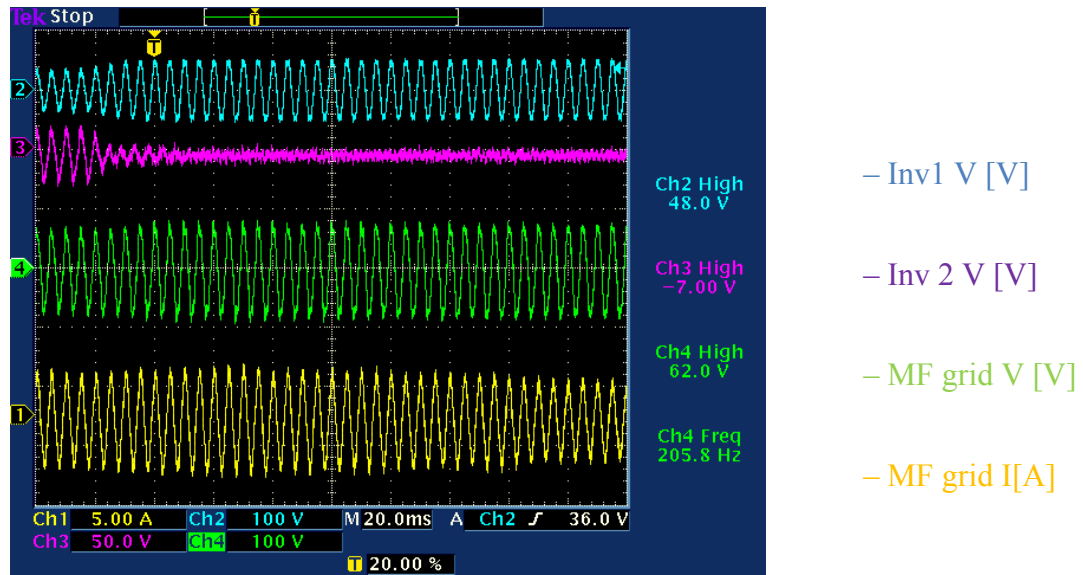 Tek Stop
T
T
2
3
4
1
Ch2 High
48.0 V
Ch3 High
−7.00 V
Ch4 High
62.0 V
Ch4 Freq
205.8 Hz
Ch1 5.00 A Ch2 100 V M 20.0ms A Ch2 ƒ 36.0 V
Ch3 50.0 V Ch4 100 V
T 20.00 %
– Inv1 V [V]
– Inv 2 V [V]
– MF grid V [V]
– MF grid I[A]